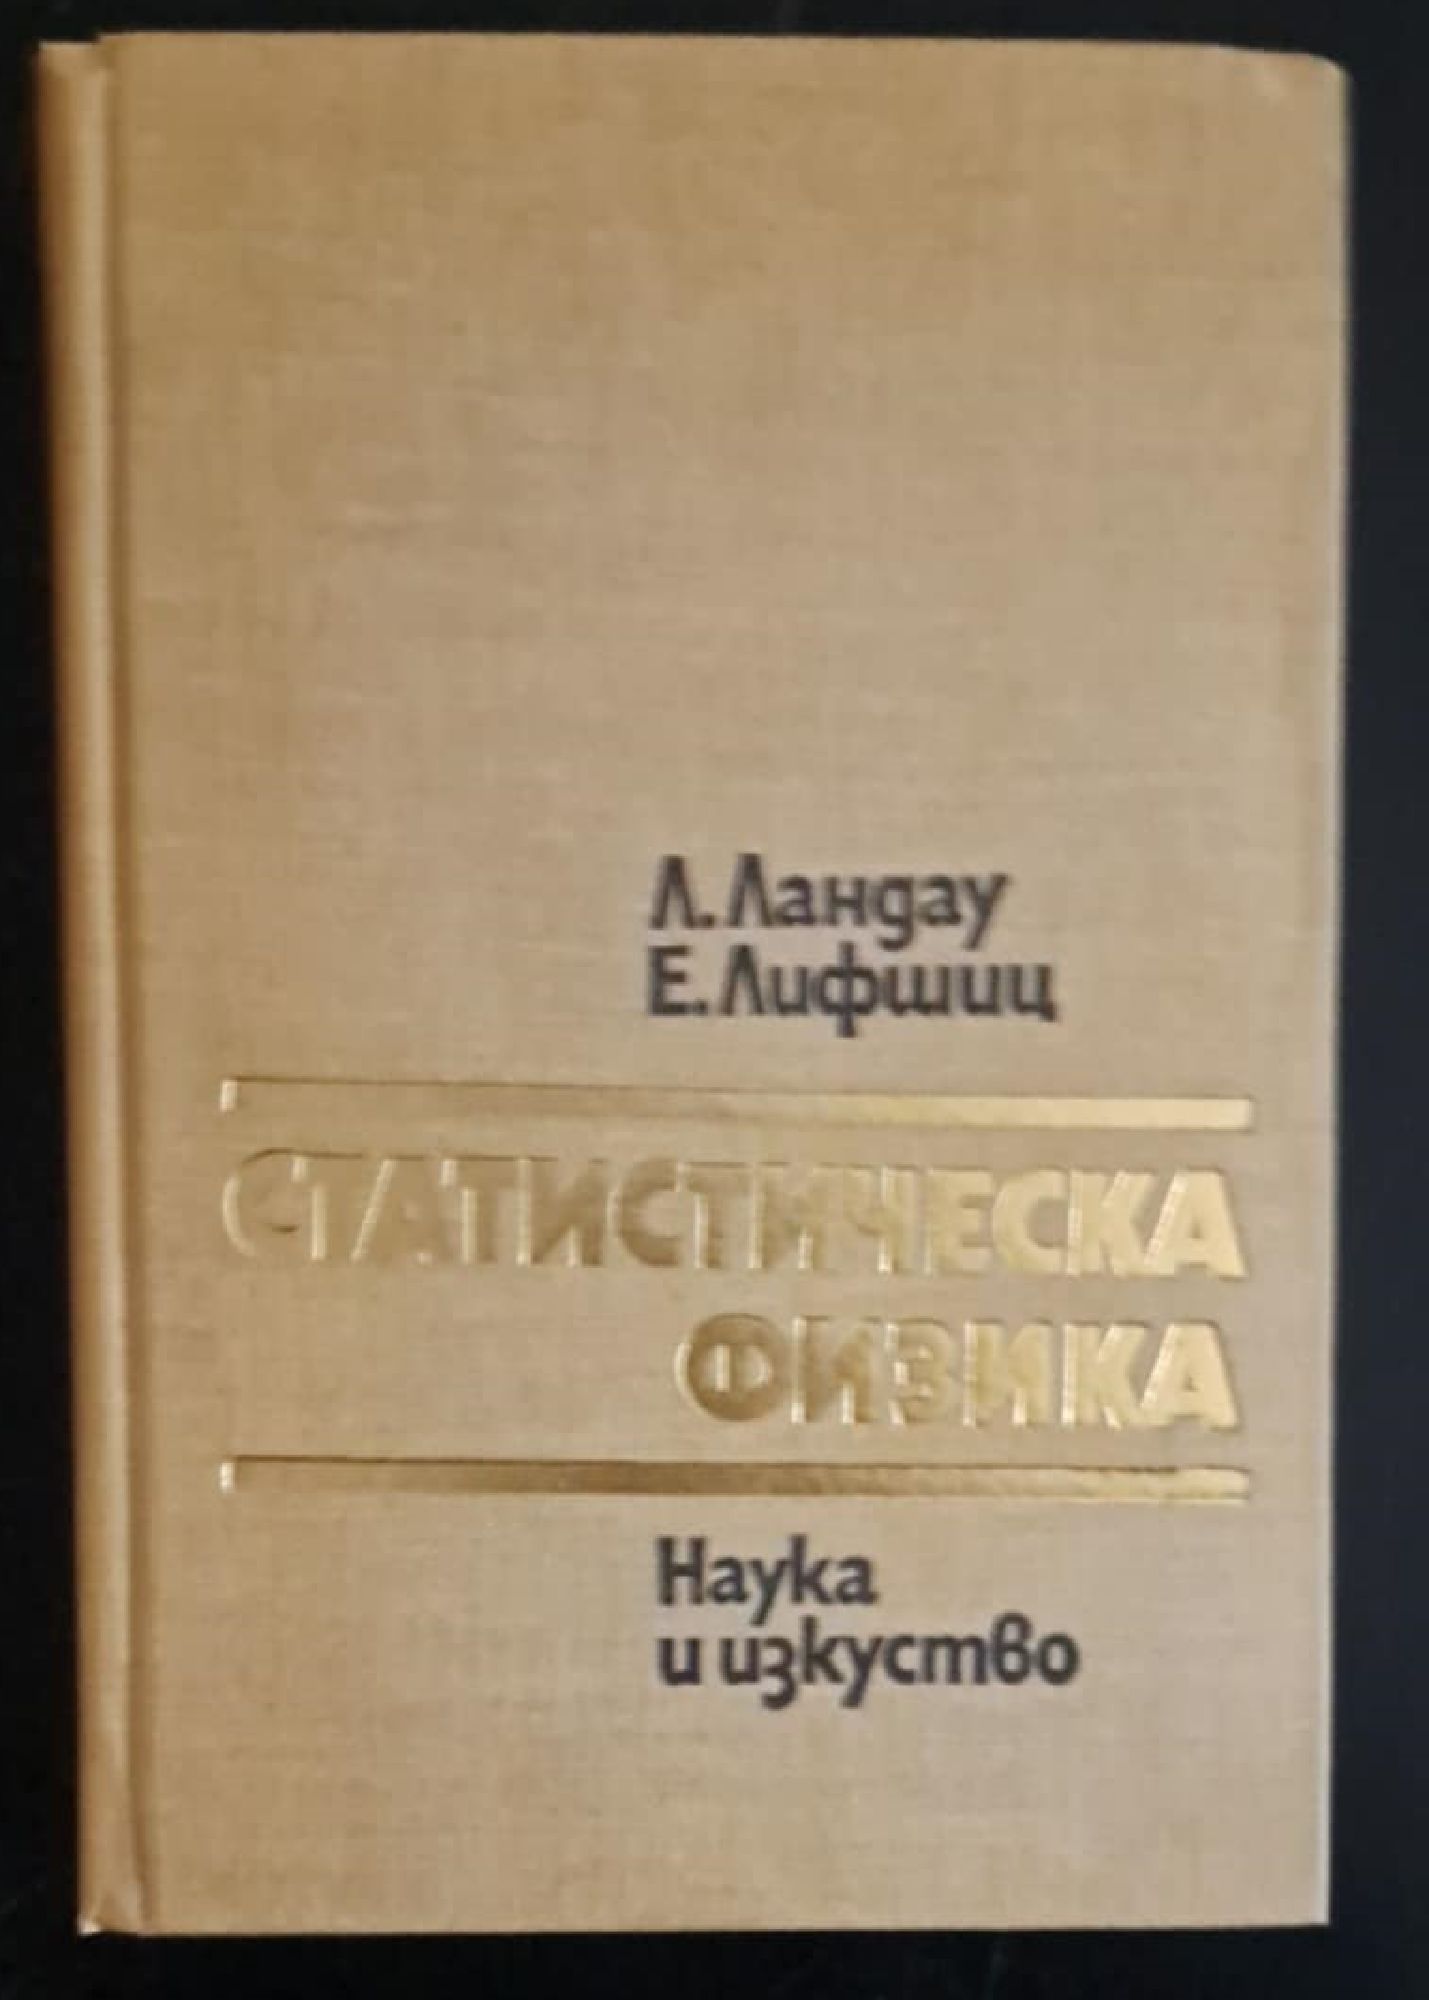 Л. Ландау
Е. Лифшиц
СТАТИСТИЧЕСКА
ФИЗИКА
Наука
и изкуство